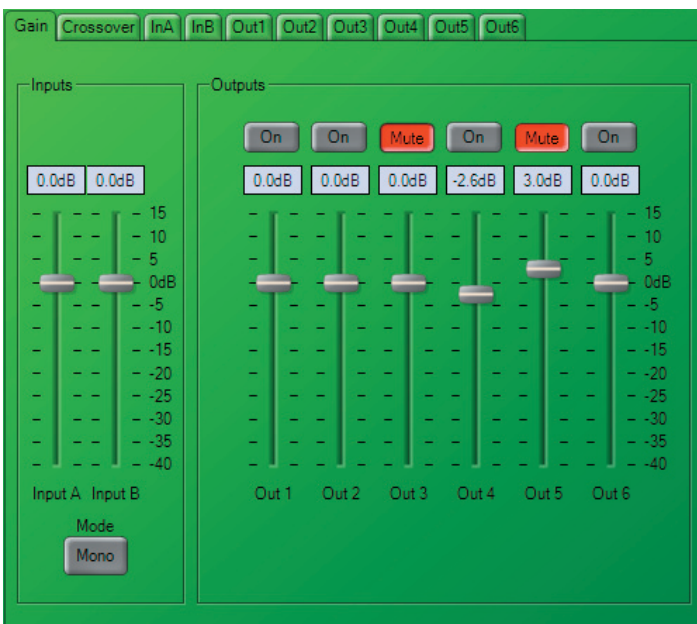 Gain Crossover InA InB Out1 Out2 Out3 Out4 Out5 Out6
Inputs
0.0dB 0.0dB
15
10
5
0dB
-5
-10
-15
-20
-25
-30
-35
-40
Input A Input B
Mode
Mono
Outputs
On On Mute On Mute On
0.0dB 0.0dB 0.0dB -2.6dB 3.0dB 0.0dB
15
10
5
0dB
-5
-10
-15
-20
-25
-30
-35
-40
Out 1 Out 2 Out 3 Out 4 Out 5 Out 6